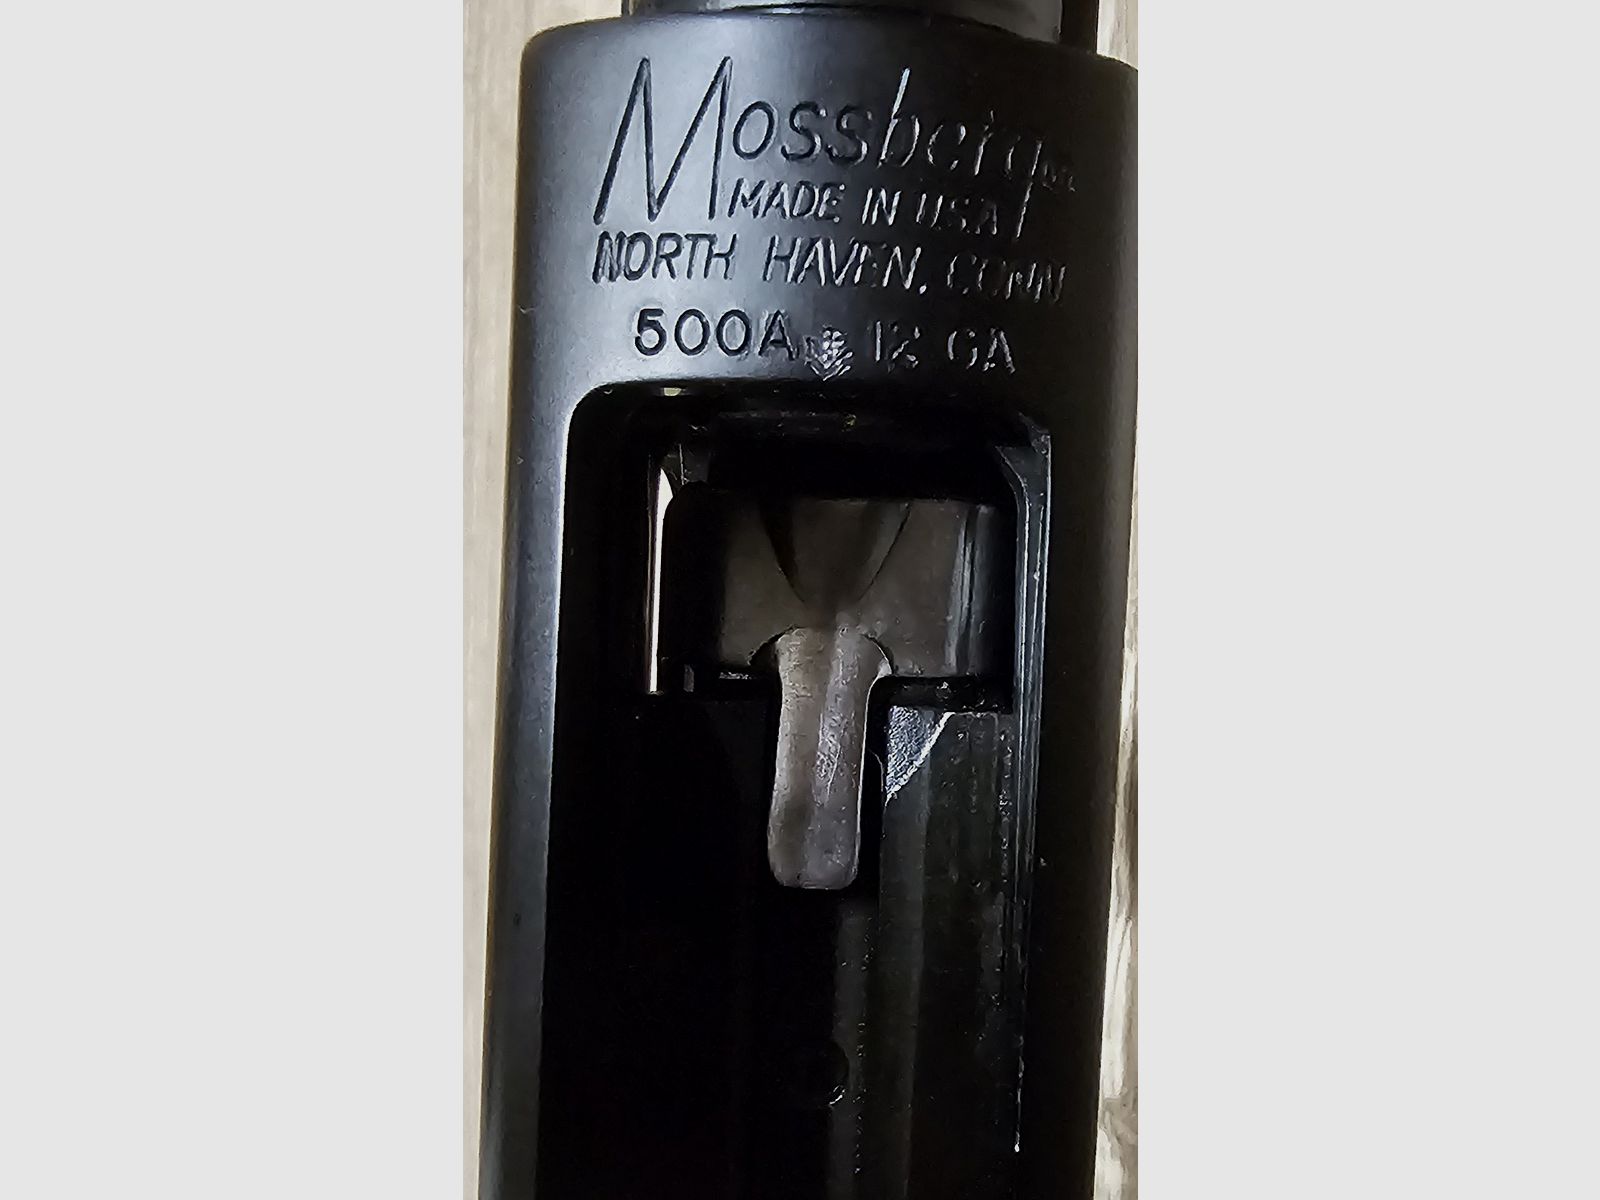 Mossberg
MADE IN USA
NORTH HAVEN, CONN
500A 12 GA